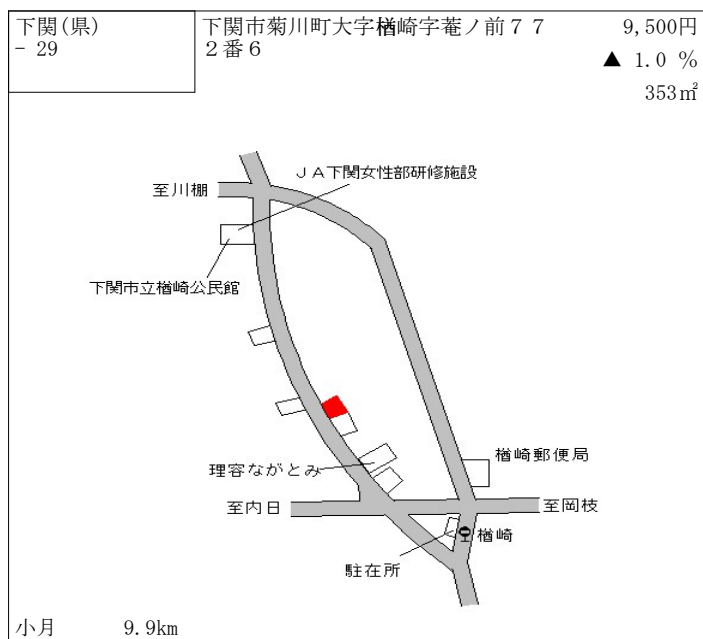 下関(県)
- 29
下関市菊川町大字楢崎字菴ノ前７７
２番６
9,500円
▲ 1.0 %
353㎡
ＪＡ下関女性部研修施設
至川棚
下関市立楢崎公民館
理容ながとみ
楢崎郵便局
至内日
至岡枝
楢崎
駐在所
小月 9.9km